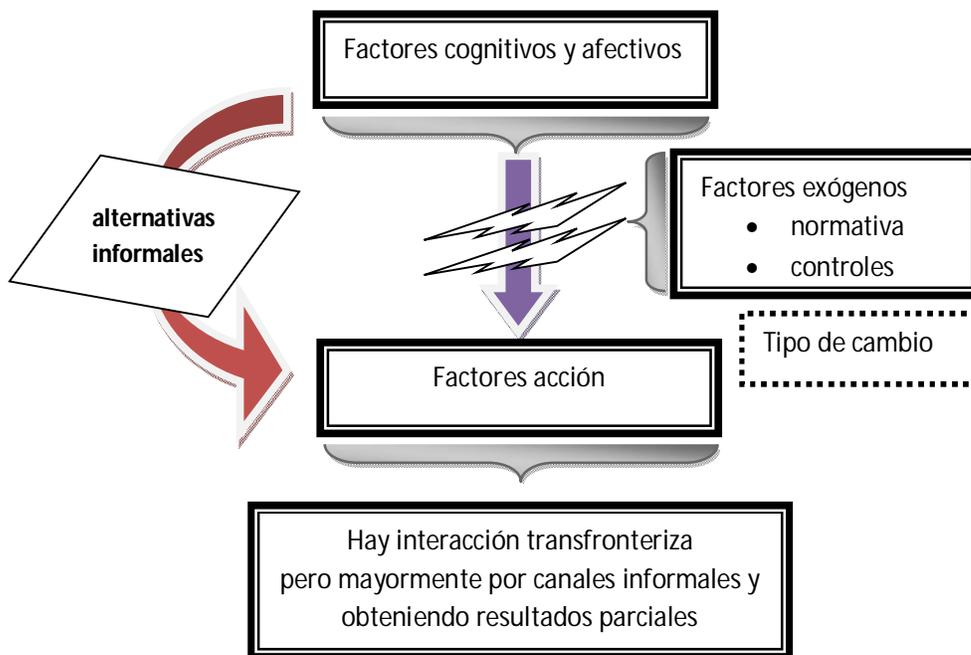 Factores cognitivos y afectivos
alternativas
informales
Factores exógenos
• normativa
• controles
Tipo de cambio
Factores acción
Hay interacción transfronteriza
pero mayormente por canales informales y
obteniendo resultados parciales